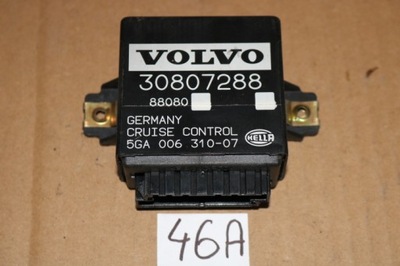 VOLVO
30807288
88080
GERMANY
CRUISE CONTROL
5GA 006 310-07
HELLA
46A